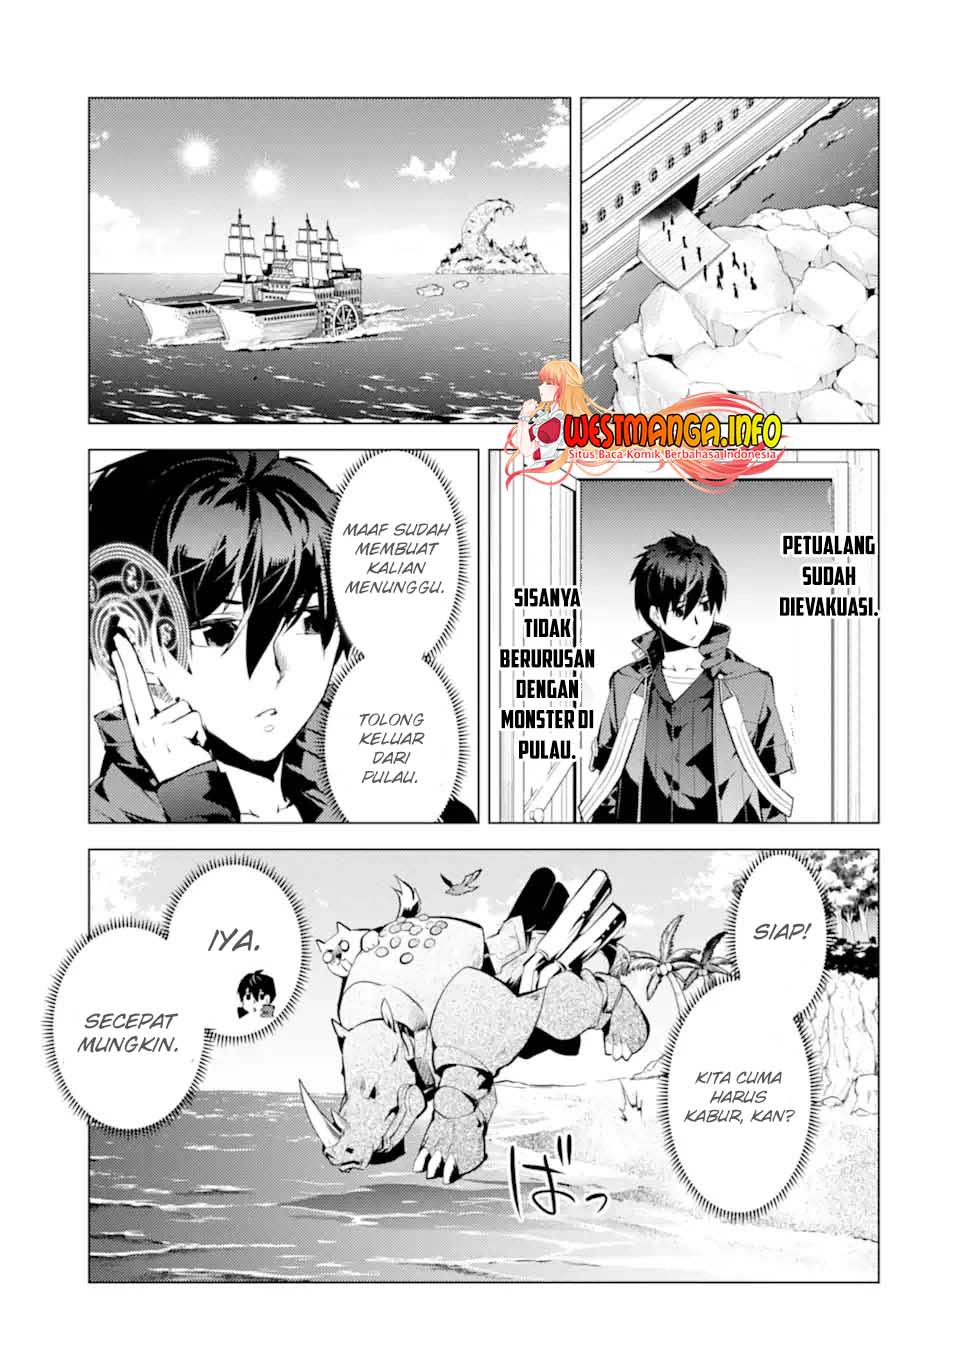 WESTMANGA.INFO
Situs Baca Komik Berbahasa Indonesia
PETUALANG
SUDAH
DIEVAKUASI.
SISANYA
TIDAK
BERURUSAN
DENGAN
MONSTER DI
PULAU.
MAAF SUDAH
MEMBUAT
KALIAN
MENUNGGU.
TOLONG
KELUAR
DARI
PULAU.
SIAP!
KITA CUMA
HARUS
KABUR, KAN?
IYA.
SECEPAT
MUNGKIN.
ばっ